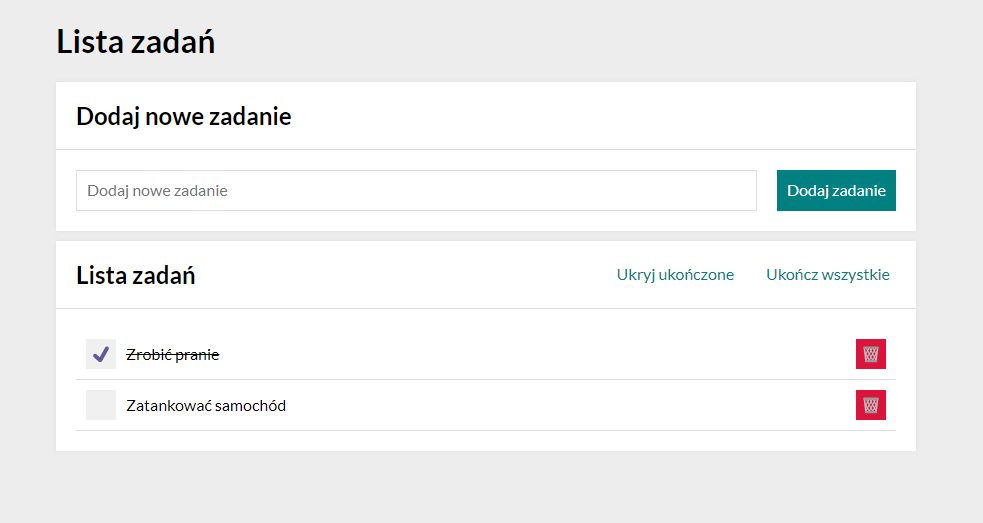 Lista zadań
Dodaj nowe zadanie
Dodaj nowe zadanie Dodaj zadanie
Lista zadań Ukryj ukończone Ukończ wszystkie
Zrobić pranie
Zatankować samochód